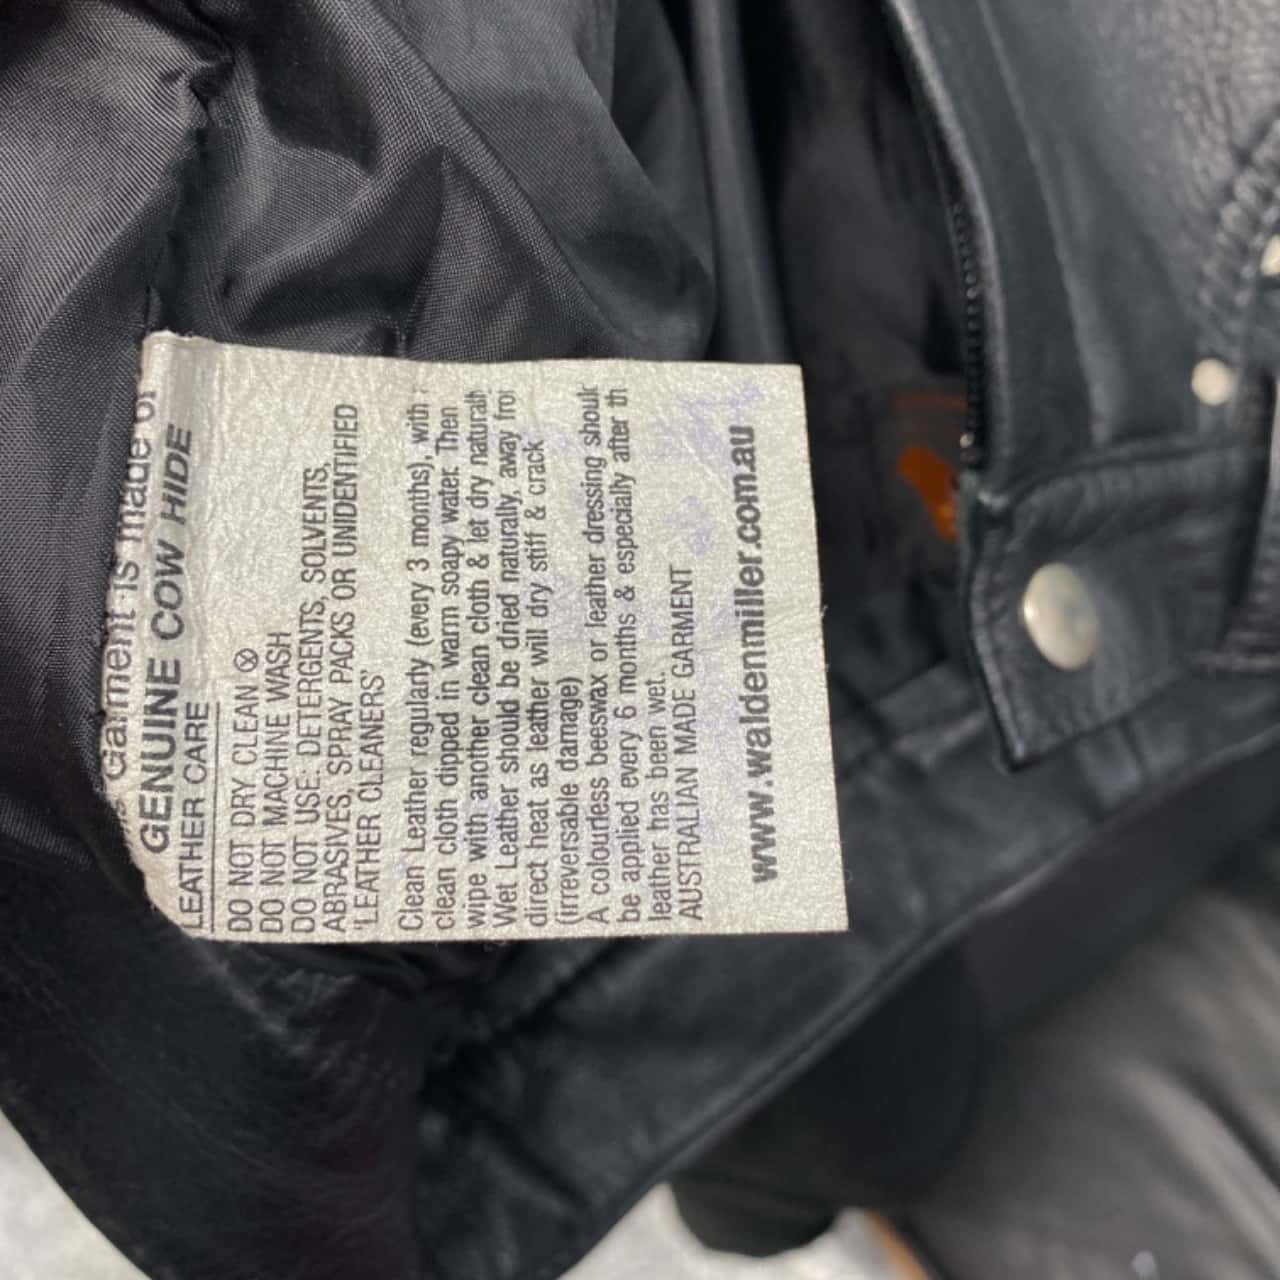 Garment is made of
GENUINE COW HIDE
LEATHER CARE
DO NOT DRY CLEAN Ⓧ
DO NOT MACHINE WASH
DO NOT USE: DETERGENTS, SOLVENTS,
ABRASIVES, SPRAY PACKS OR UNIDENTIFIED
'LEATHER CLEANERS'
Clean Leather regularly (every 3 months), with
clean cloth dipped in warm soapy water. Then
wipe with another clean cloth & let dry
Wet Leather should be dried naturally, away
direct heat as leather will dry stiff & crack
(irreversable damage)
A colourless beeswax or leather dressing
be applied every 6 months & especially after
leather has been wet.
AUSTRALIAN MADE GARMENT
www.waldenmiller.com.au